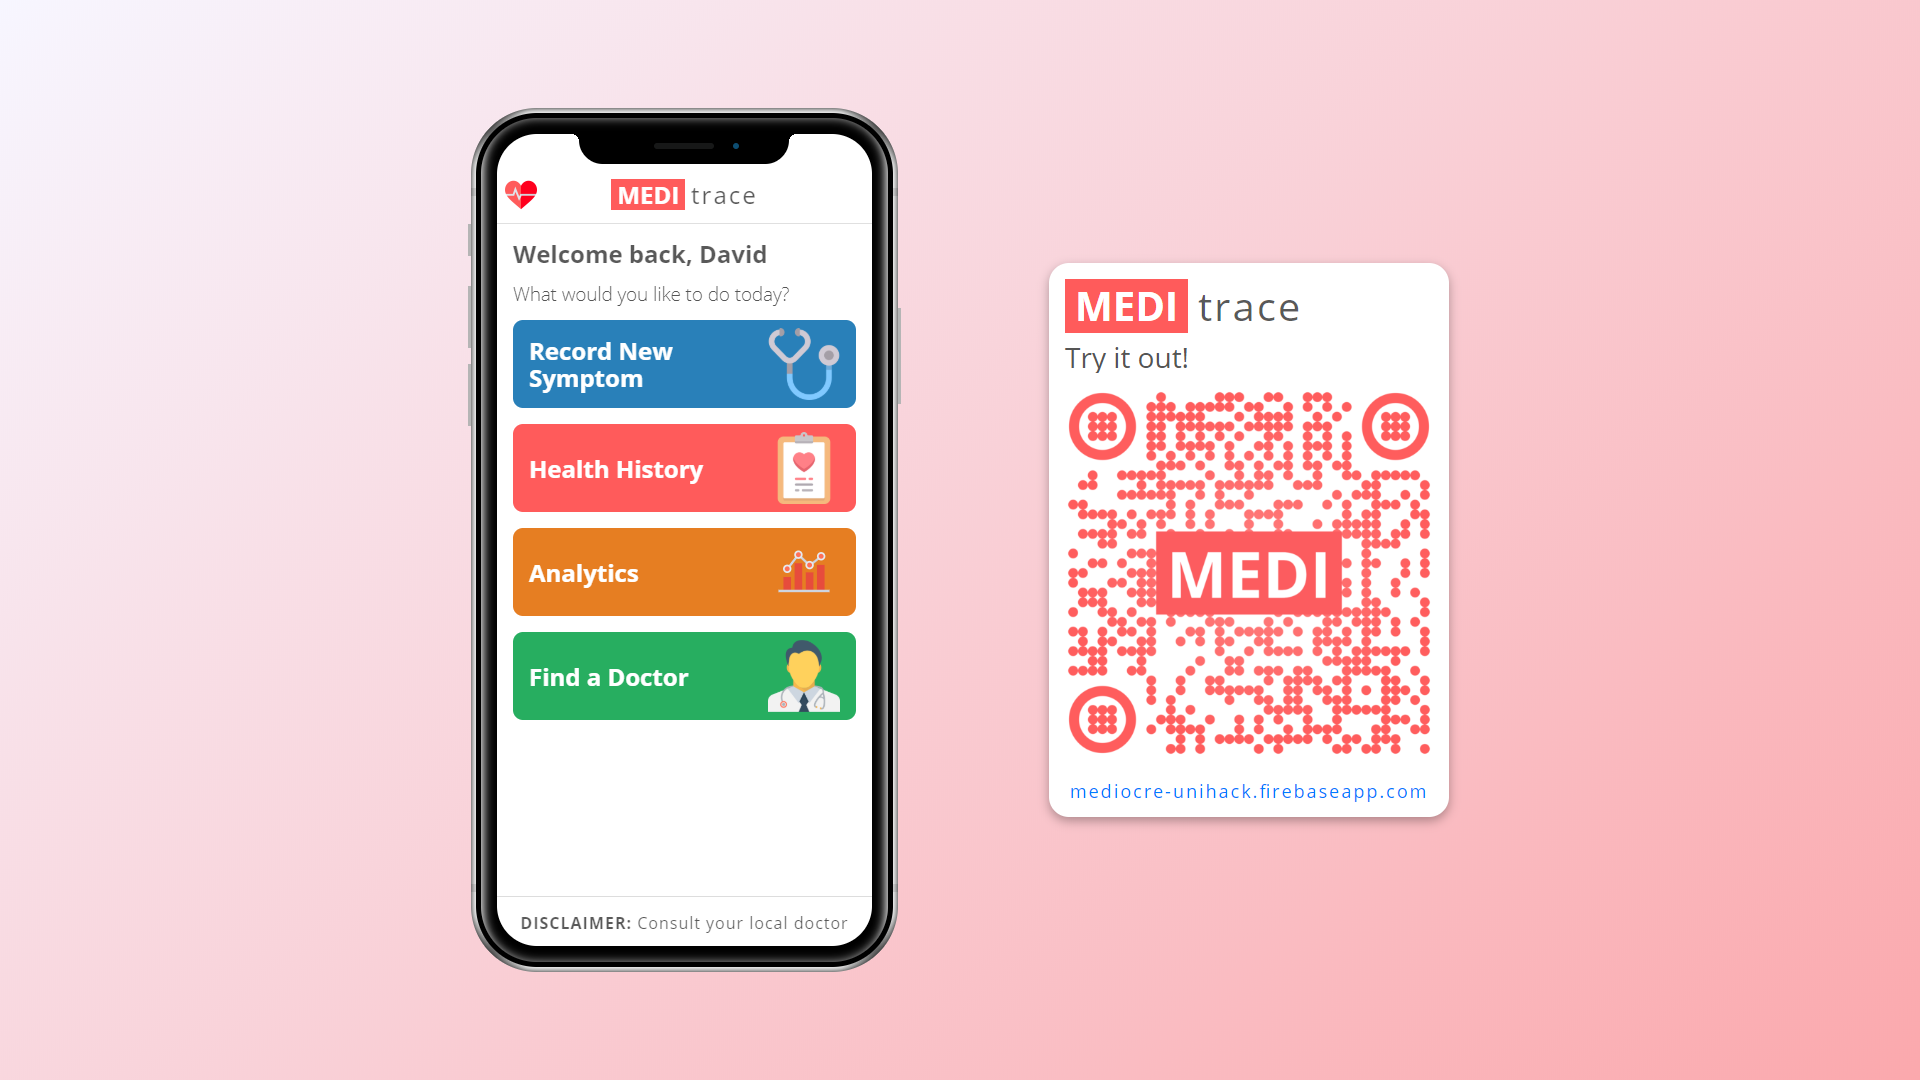 MEDI trace
Welcome back, David
What would you like to do today?
Record New
Symptom
Health History
Analytics
Find a Doctor
DISCLAIMER: Consult your local doctor
MEDI trace
Try it out!
MEDI
mediocre-unihack.firebaseapp.com